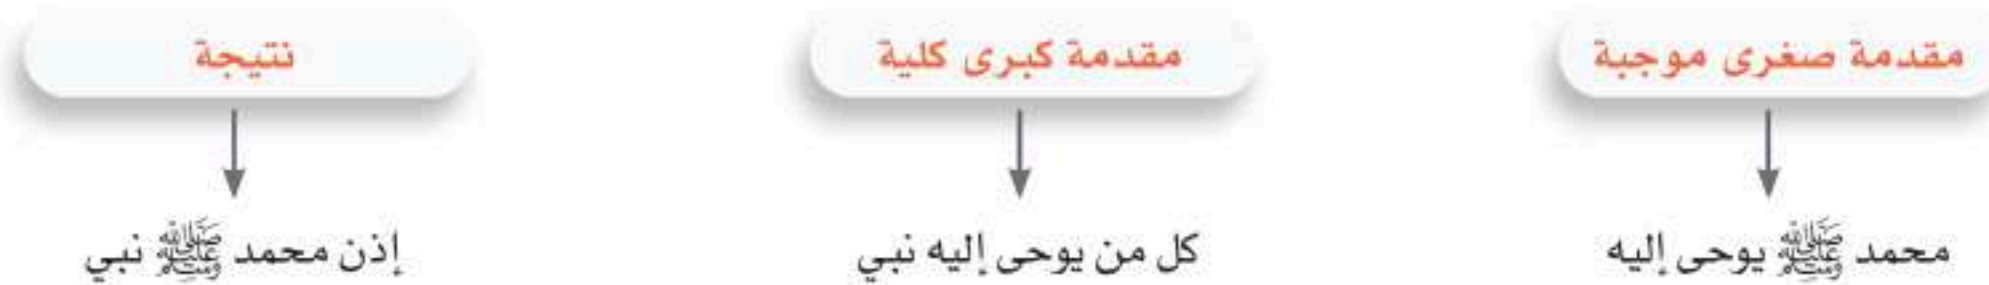 مقدمة صغرى موجبة
مقدمة كبرى كلية
نتيجة
محمد ﷺ يوحى إليه
كل من يوحى إليه نبي
إذن محمد ﷺ نبي